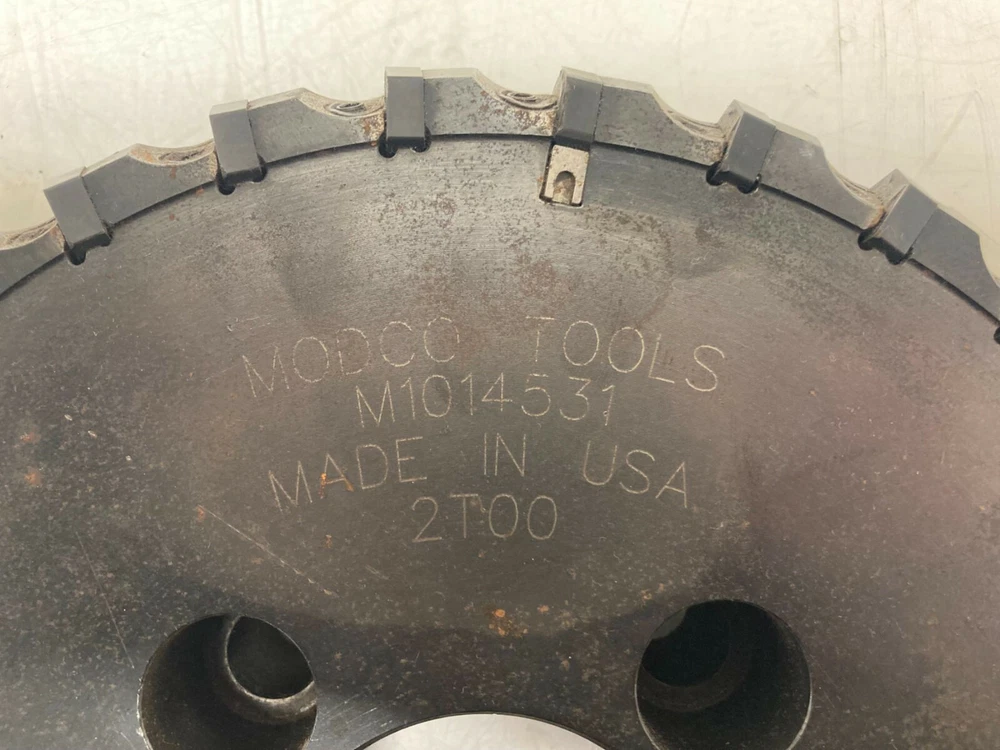 MODCO TOOLS
M1014531
MADE IN USA
2T00